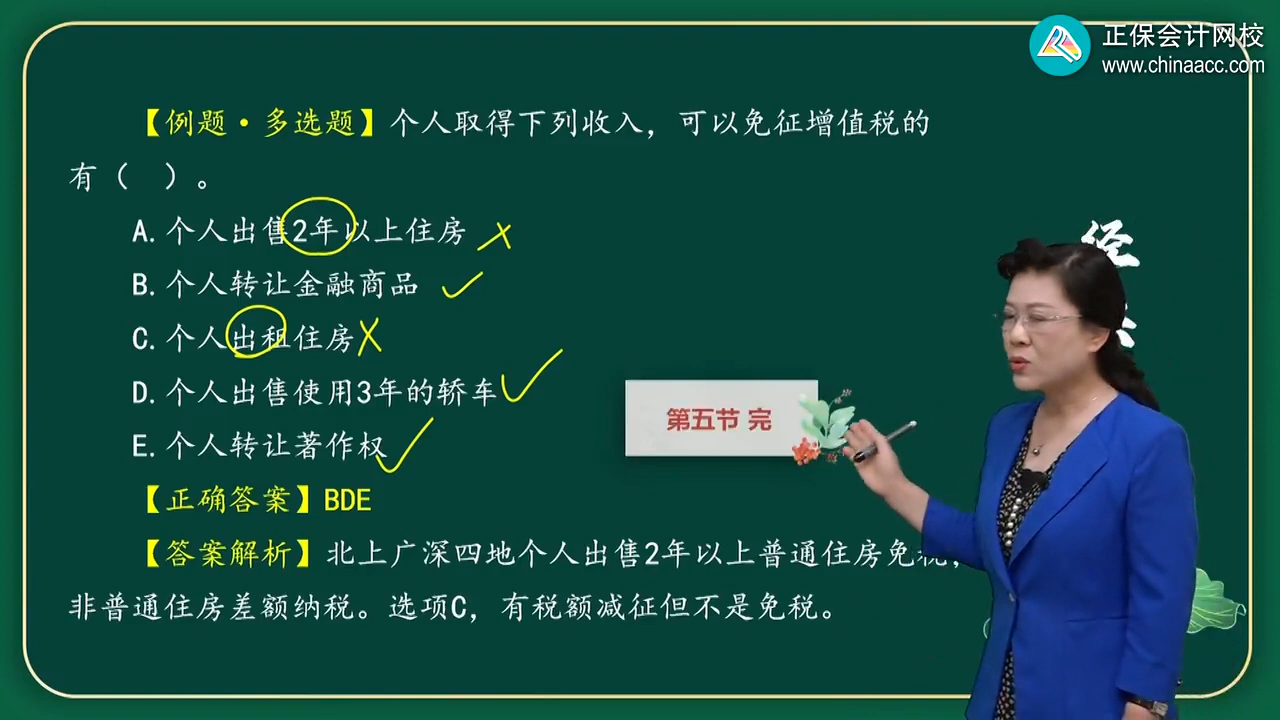 正保会计网校
www.chinaacc.com
【例题·多选题】个人取得下列收入，可以免征增值税的
有（　）。
A.个人出售2年以上住房
B.个人转让金融商品
C.个人出租住房
D.个人出售使用3年的轿车
E.个人转让著作权
【正确答案】BDE
【答案解析】北上广深四地个人出售2年以上普通住房免税，
非普通住房差额纳税。选项C，有税额减征但不是免税。
第五节 完